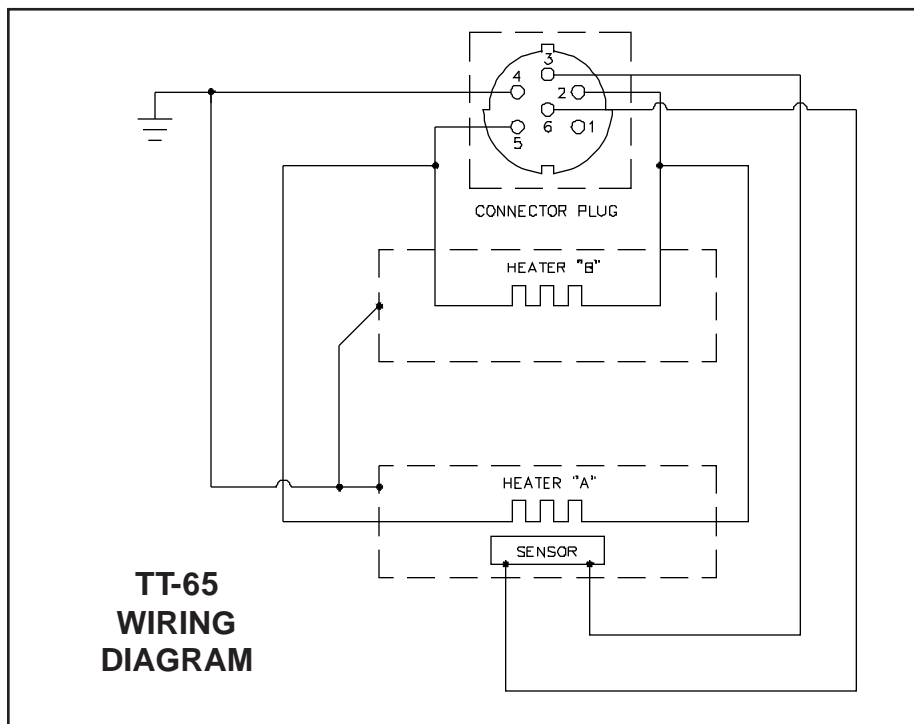 3
4
2
6
1
5
CONNECTOR PLUG
HEATER "B"
HEATER "A"
SENSOR
TT-65
WIRING
DIAGRAM